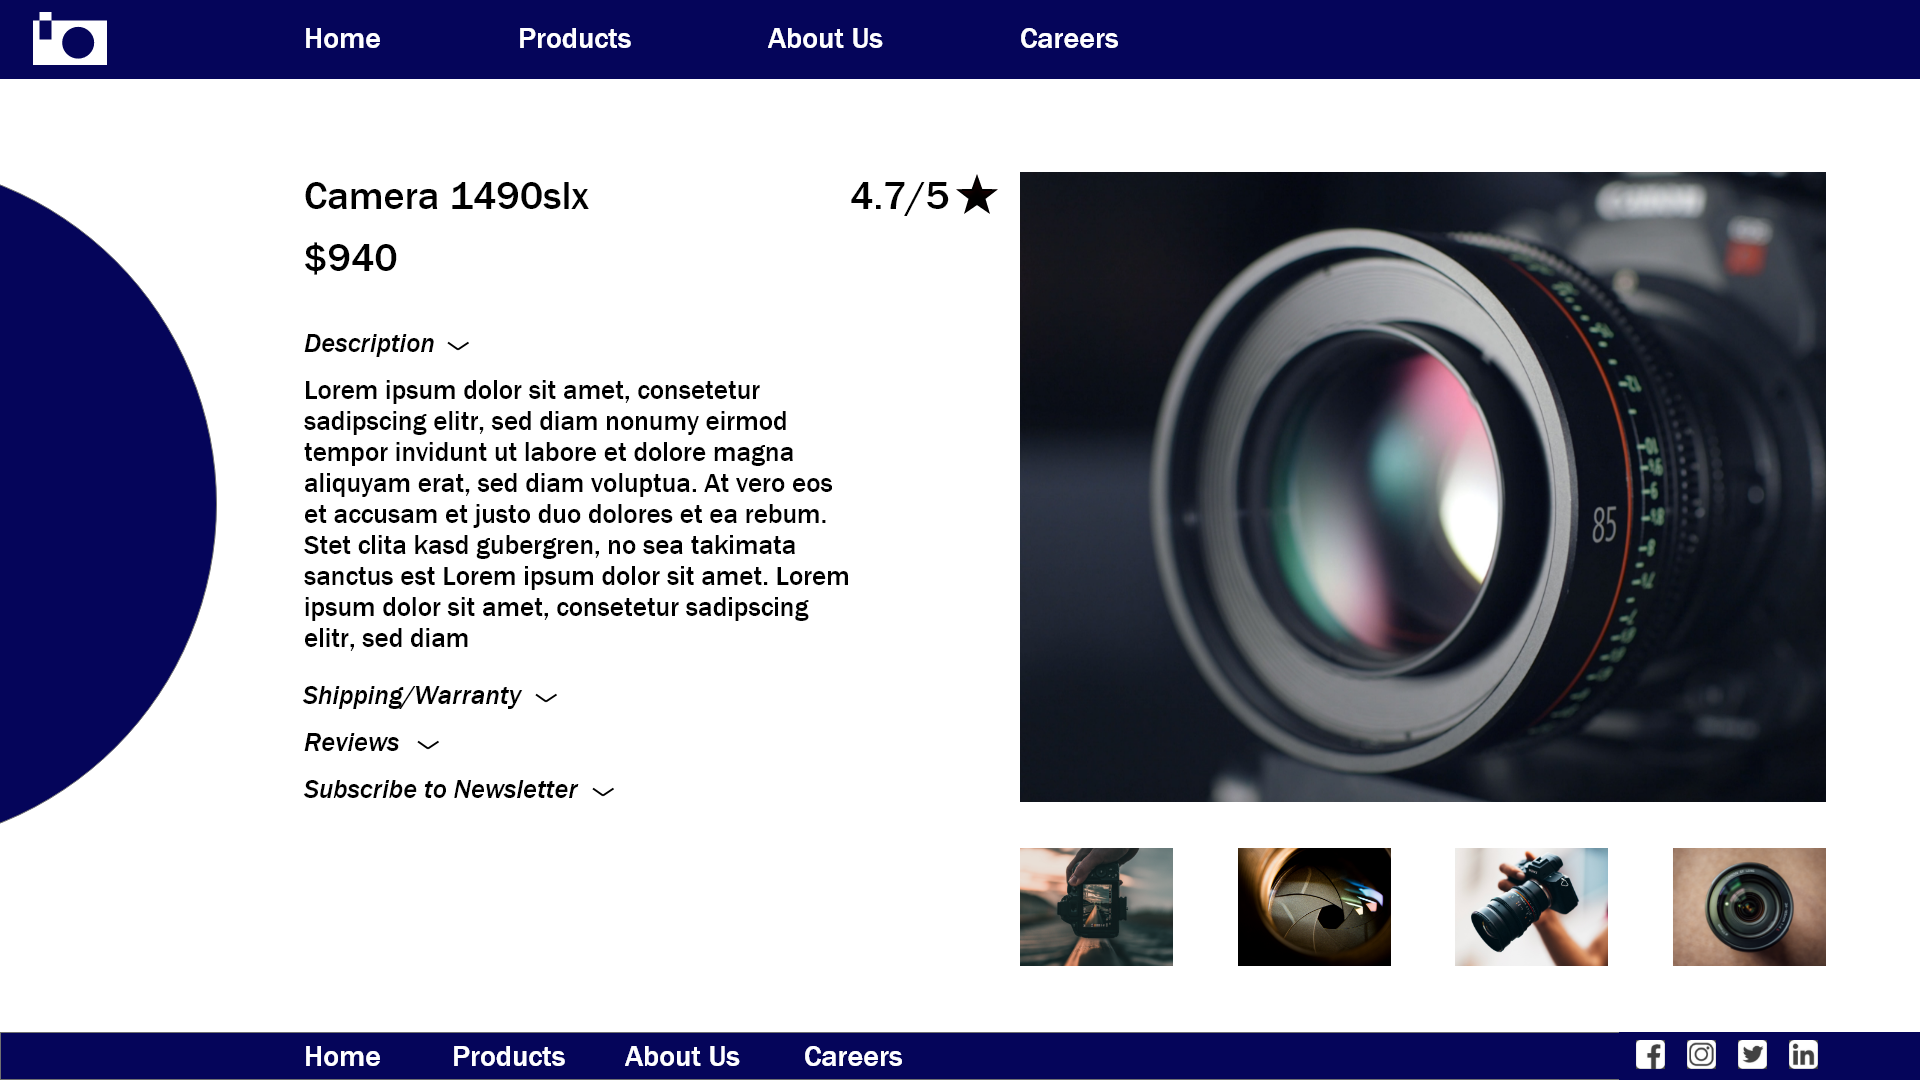 Home Products About Us Careers
Camera 1490slx 4.7/5
$940
Description
Lorem ipsum dolor sit amet, consetetur
sadipscing elitr, sed diam nonumy eirmod
tempor invidunt ut labore et dolore magna
aliquyam erat, sed diam voluptua. At vero eos
et accusam et justo duo dolores et ea rebum.
Stet clita kasd gubergren, no sea takimata
sanctus est Lorem ipsum dolor sit amet. Lorem
ipsum dolor sit amet, consetetur sadipscing
elitr, sed diam
Shipping/Warranty
Reviews
Subscribe to Newsletter
85
Home Products About Us Careers